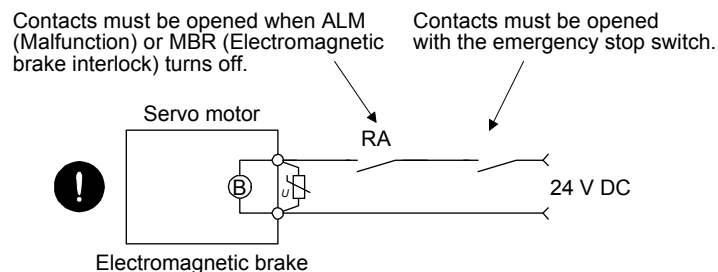 Contacts must be opened when ALM
(Malfunction) or MBR (Electromagnetic
brake interlock) turns off.
Contacts must be opened
with the emergency stop switch.
Servo motor
RA
B
U
24 V DC
Electromagnetic brake